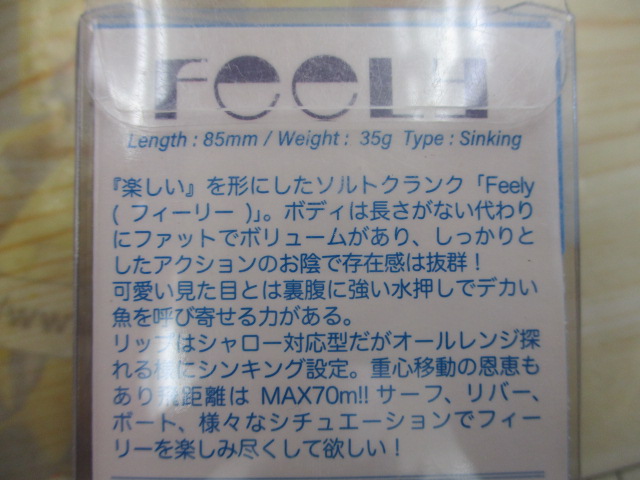 FEELY
Length : 85mm / Weight : 35g Type : Sinking
『楽しい』を形にしたソルトクランク「Feely
( フィーリー )」。ボディは長さがない代わり
にファットでボリュームがあり、しっかりと
したアクションのお陰で存在感は抜群！
可愛い見た目とは裏腹に強い水押しでデカい
魚を呼び寄せる力がある。
リップはシャロー対応型だがオールレンジ探
れる様にシンキング設定。重心移動の恩恵も
あり飛距離は MAX70m!! サーフ、リバー、
ボート、様々なシチュエーションでフィー
リーを楽しみ尽くして欲しい！